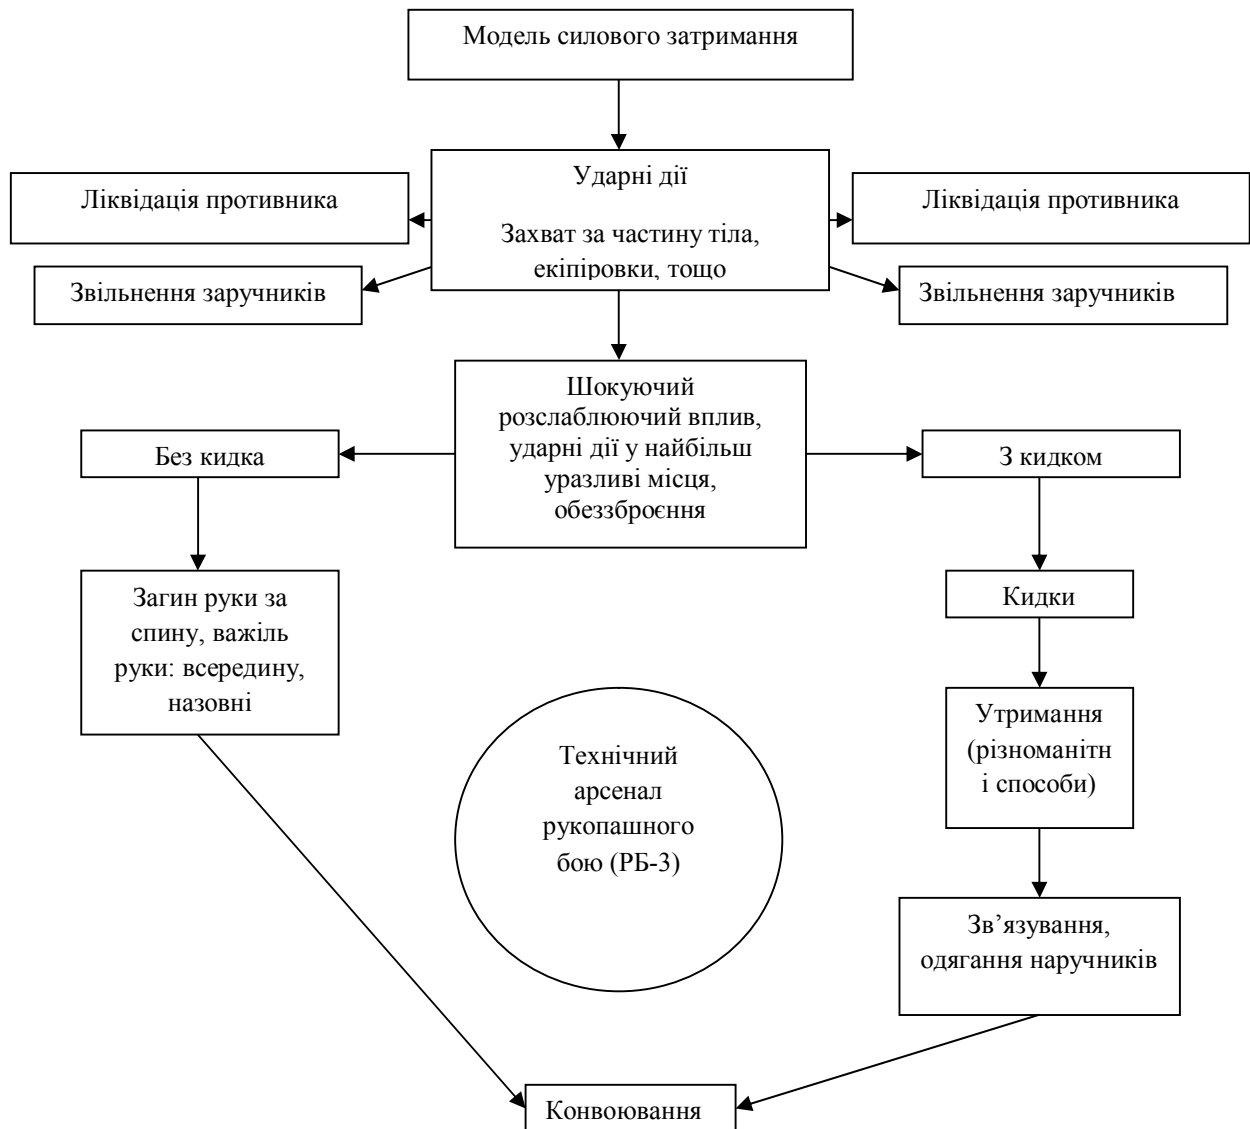 Модель силового затримання
Ударні дії
Захват за частину тіла,
екіпіровки, тощо
Ліквідація противника
Ліквідація противника
Звільнення заручників
Звільнення заручників
Шокуючий
розслаблюючий вплив,
ударні дії у найбільш
уразливі місця,
обеззброєння
Без кидка
З кидком
Загин руки за
спину, важіль
руки: всередину,
назовні
Кидки
Утримання
(різноманітн
і способи)
Технічний
арсенал
рукопашного
бою (РБ-3)
Зв’язування,
одягання наручників
Конвоювання